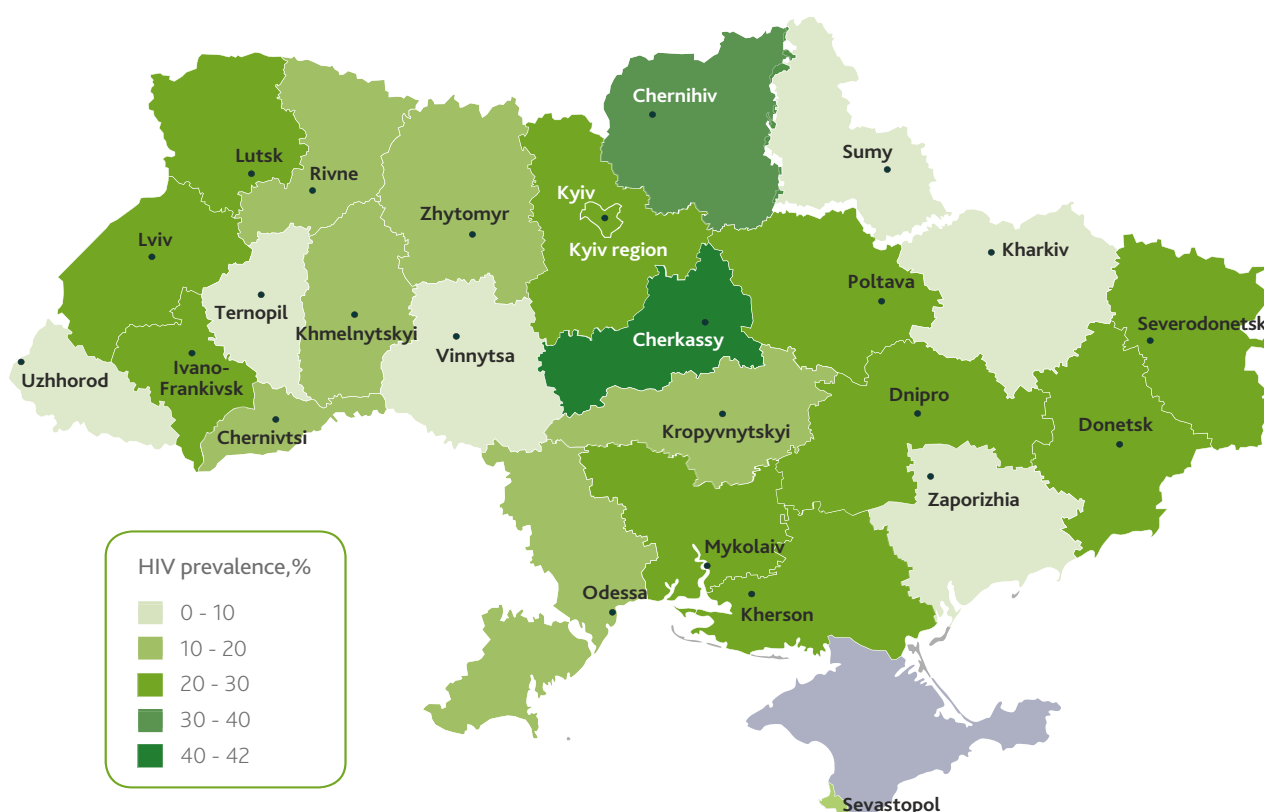 Chernihiv
Sumy
Lutsk
Rivne
Kyiv
Zhytomyr
Lviv
Kyiv region
Kharkiv
Poltava
Ternopil
Khmelnytskyi
Severodonetsk
Cherkassy
Vinnytsa
Uzhhorod
Ivano-
Frankivsk
Dnipro
Chernivtsi
Kropyvnytskyi
Donetsk
Zaporizhia
Mykolaiv
Odessa
Kherson
HIV prevalence,%
0 - 10
10 - 20
20 - 30
30 - 40
40 - 42
Sevastopol